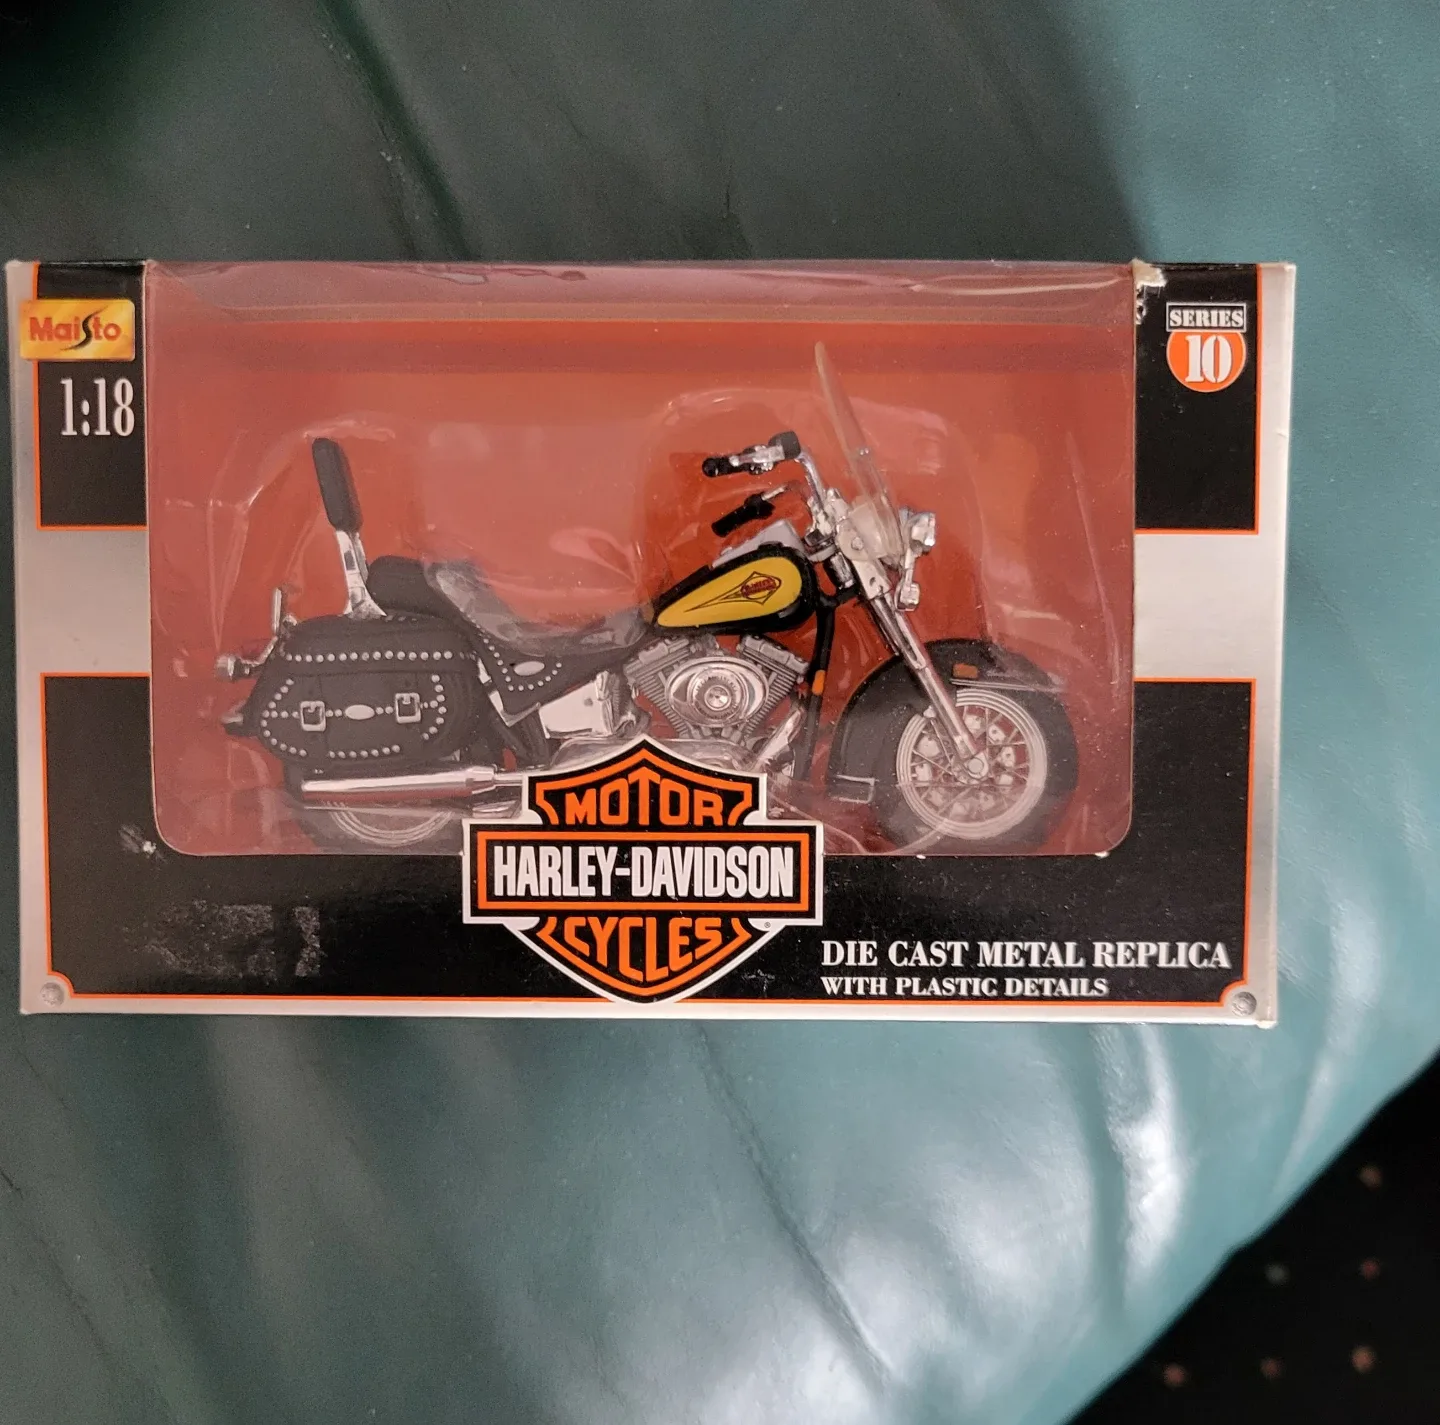 Maisto
1:18
SERIES
10
MOTOR
HARLEY-DAVIDSON
CYCLES
®
DIE CAST METAL REPLICA
WITH PLASTIC DETAILS